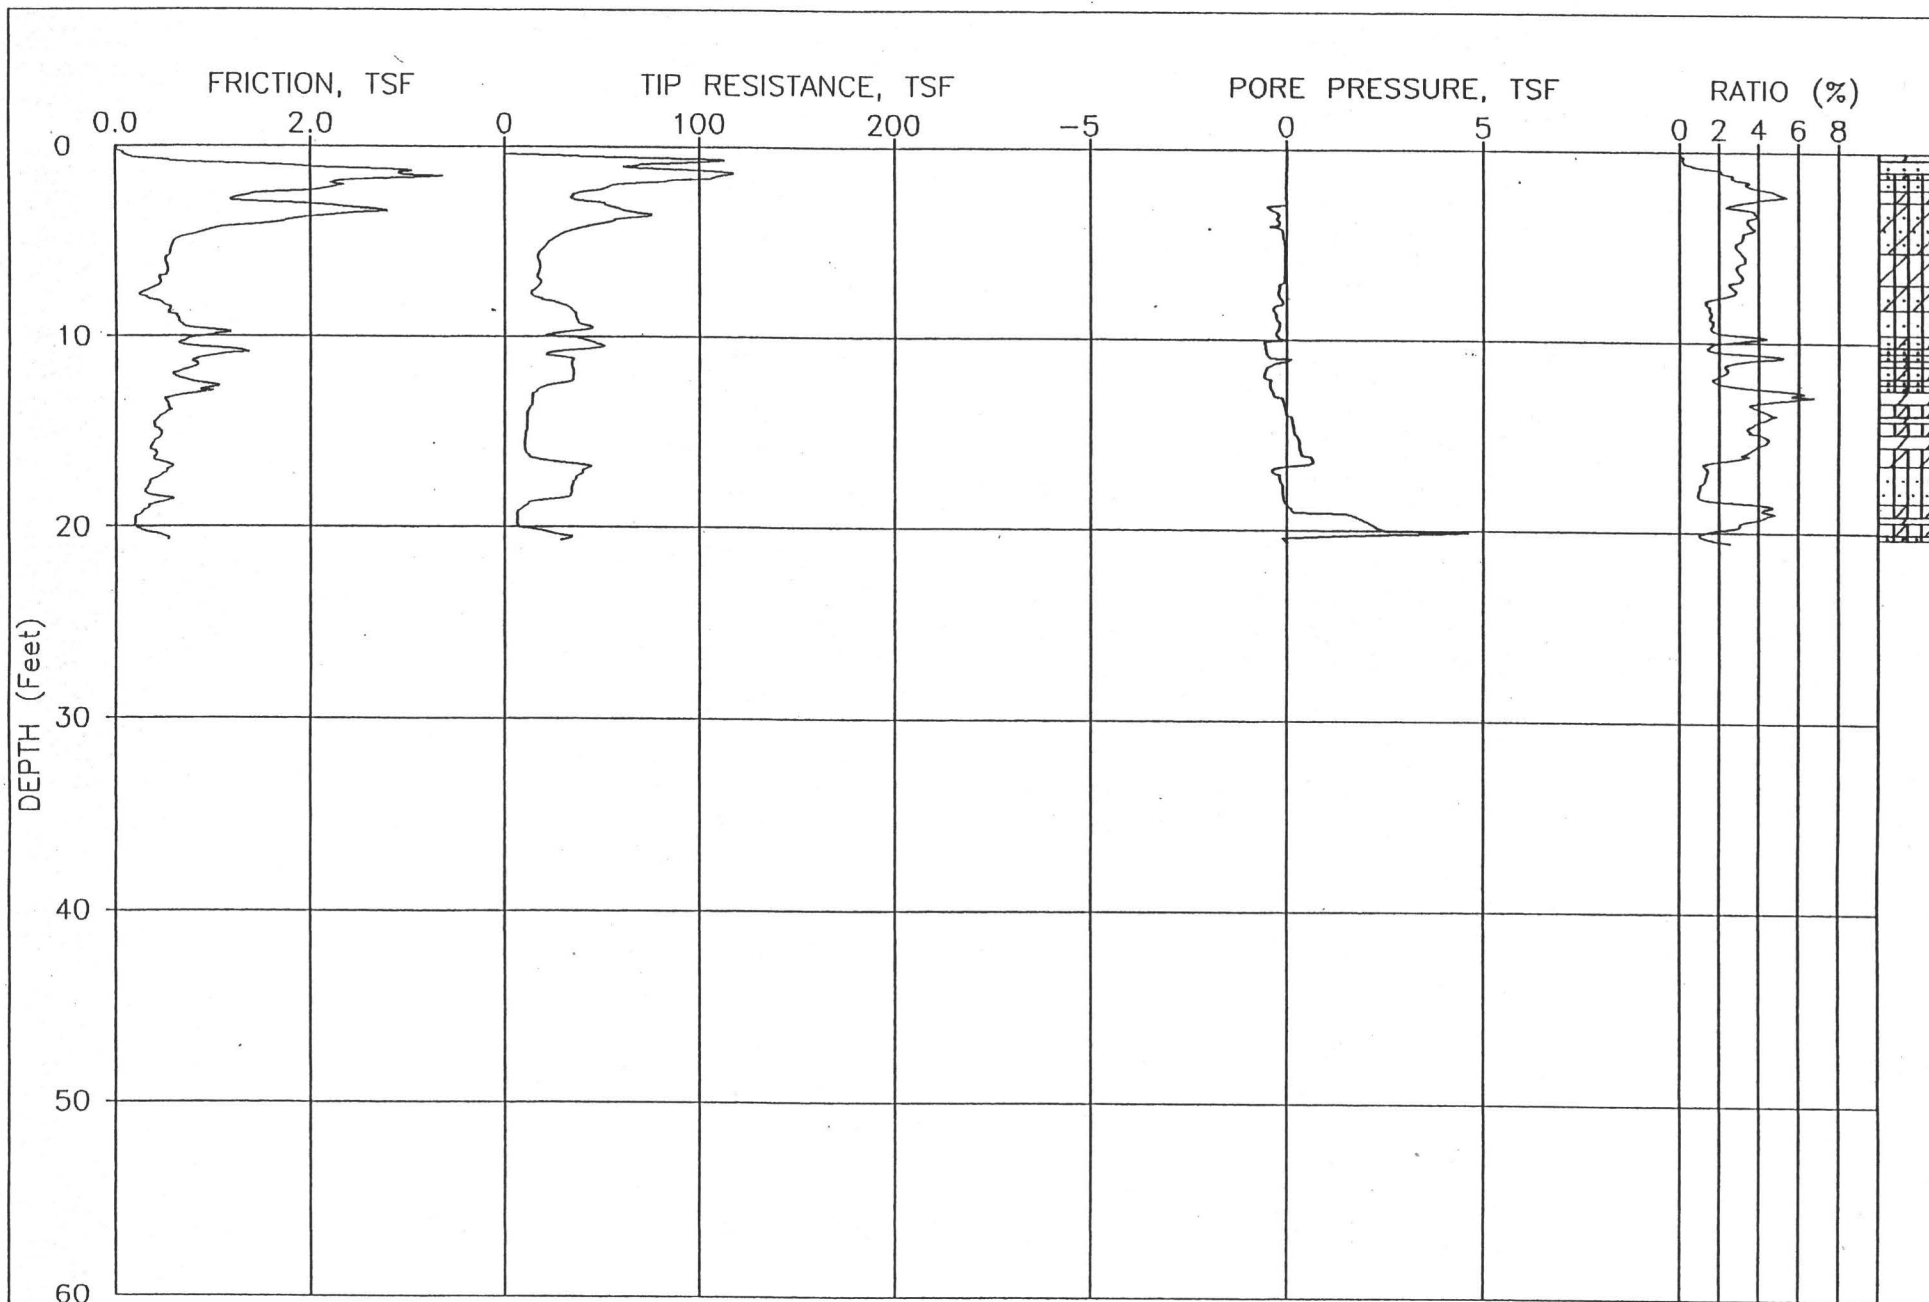 FRICTION, TSF TIP RESISTANCE, TSF PORE PRESSURE, TSF RATIO (%)
0.0 2.0 0 100 200 -5 0 5 0 2 4 6 8
0
10
20
30
40
50
60
DEPTH (Feet)